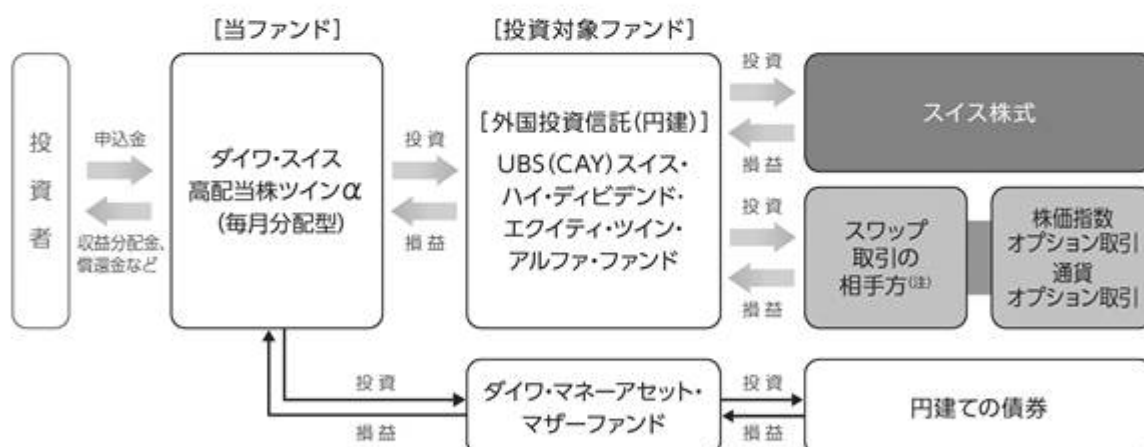 [当ファンド]
[投資対象ファンド]
投資者
申込金
収益分配金、
償還金など
ダイワ・スイス
高配当株ツインα
(毎月分配型)
投資
損益
[外国投資信託(円建)]
UBS(CAY)スイス・
ハイ・ディビデンド・
エクイティ・ツイン・
アルファ・ファンド
投資
損益
スイス株式
投資
損益
スワップ
取引の
相手方(注)
株価指数
オプション取引
通貨
オプション取引
投資
損益
ダイワ・マネーアセット・
マザーファンド
投資
損益
円建ての債券